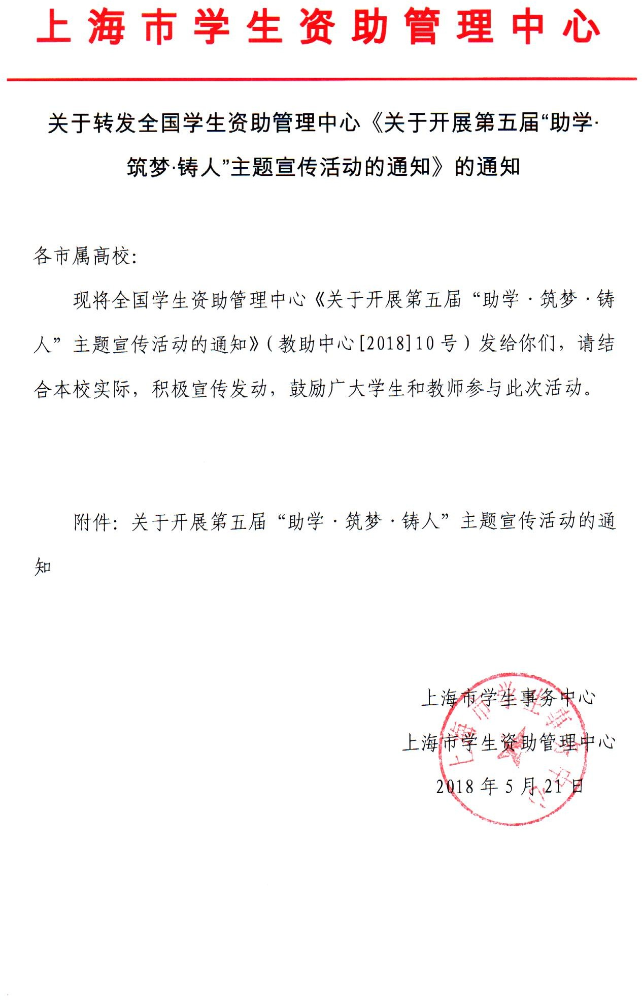 上海市学生资助管理中心
关于转发全国学生资助管理中心《关于开展第五届“助学·
筑梦·铸人”主题宣传活动的通知》的通知
各市属高校：
现将全国学生资助管理中心《关于开展第五届“助学·筑梦·铸
人”主题宣传活动的通知》（教助中心[2018]10号）发给你们，请结
合本校实际，积极宣传发动，鼓励广大学生和教师参与此次活动。
附件：关于开展第五届“助学·筑梦·铸人”主题宣传活动的通
知
上海市学生事务中心
上海市学生资助管理中心
2018年5月21日
上海市学生事务中心